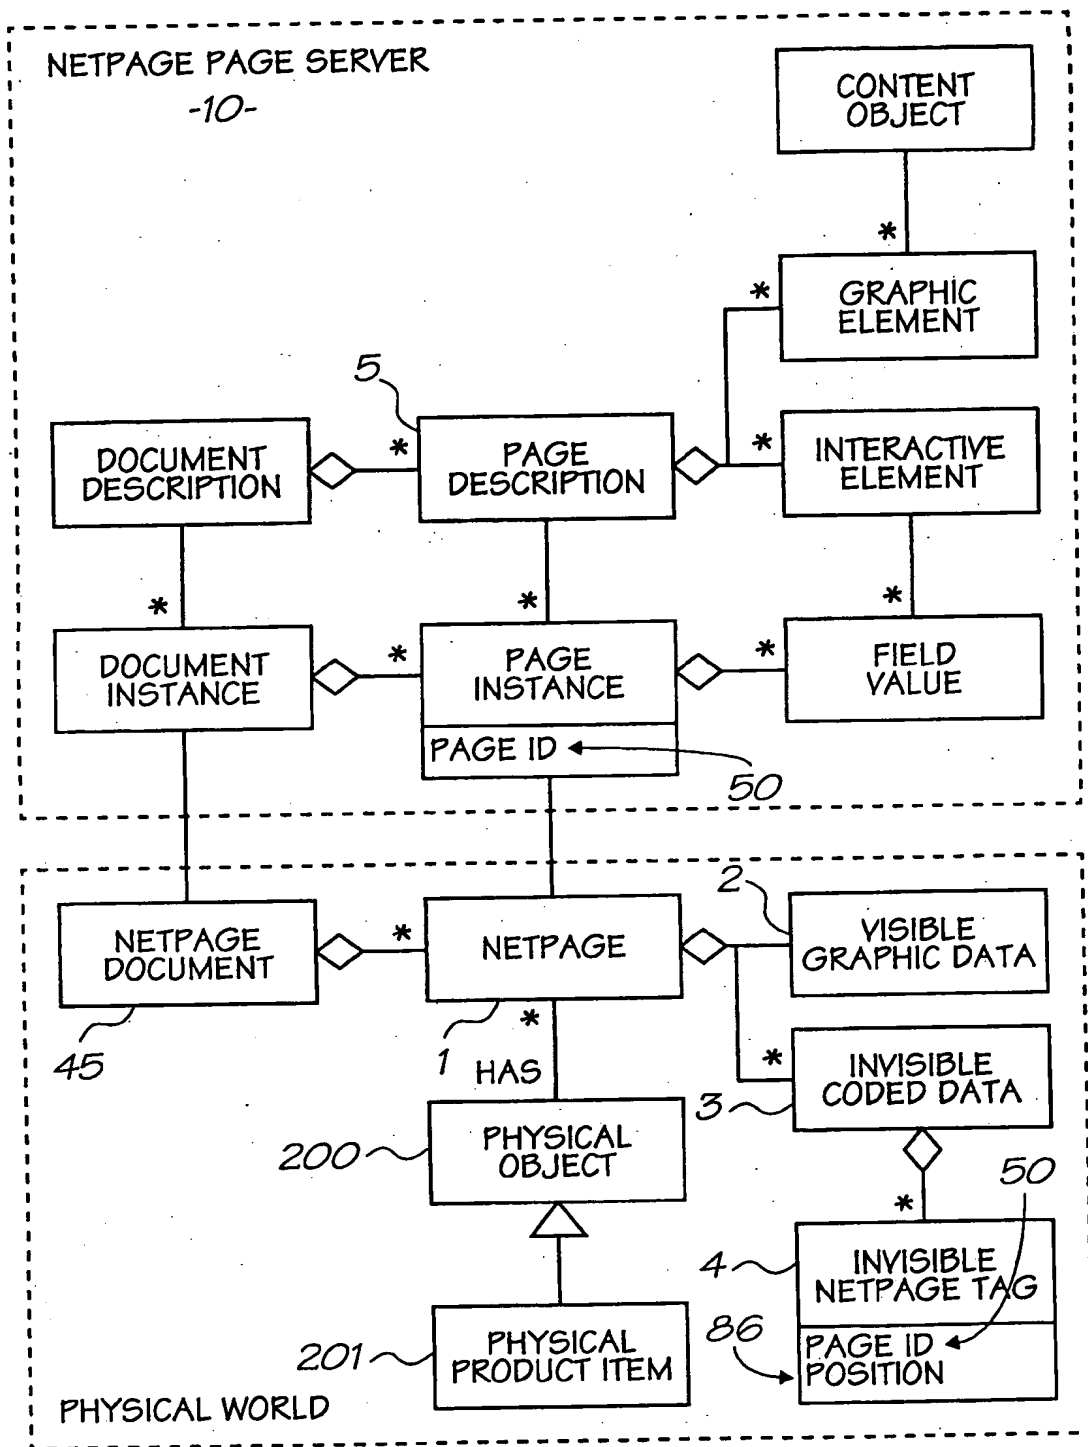 NETPAGE PAGE SERVER
-10-
CONTENT
OBJECT
*
GRAPHIC
ELEMENT
*
5
DOCUMENT
DESCRIPTION
*
PAGE
DESCRIPTION
*
INTERACTIVE
ELEMENT
*
*
*
DOCUMENT
INSTANCE
*
PAGE
INSTANCE
*
FIELD
VALUE
PAGE ID
50
2
NETPAGE
DOCUMENT
*
NETPAGE
VISIBLE
GRAPHIC DATA
45
1
*
HAS
*
INVISIBLE
CODED DATA
3
200
PHYSICAL
OBJECT
50
*
4
INVISIBLE
NETPAGE TAG
86
PAGE ID
POSITION
201
PHYSICAL
PRODUCT ITEM
PHYSICAL WORLD